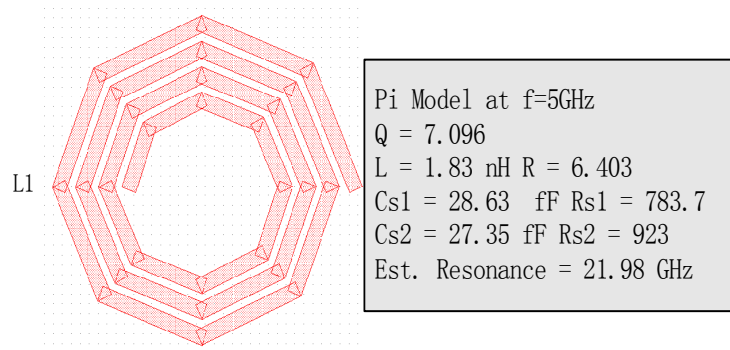 L1
Pi Model at f=5GHz
Q = 7.096
L = 1.83 nH R = 6.403
Cs1 = 28.63 fF Rs1 = 783.7
Cs2 = 27.35 fF Rs2 = 923
Est. Resonance = 21.98 GHz